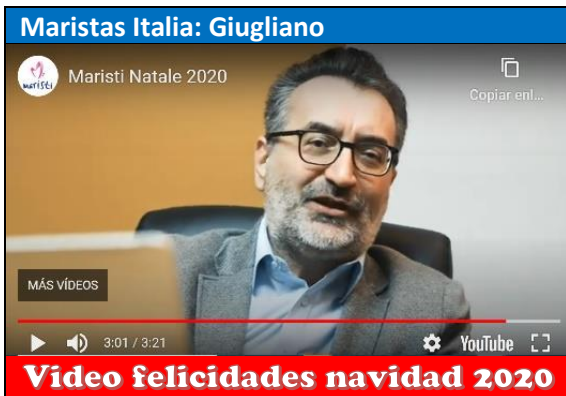 Maristas Italia: Giugliano
maristi
Maristi Natale 2020
Copiar enl...
MÁS VÍDEOS
3:01 / 3:21
YouTube
Video felicidades navidad 2020